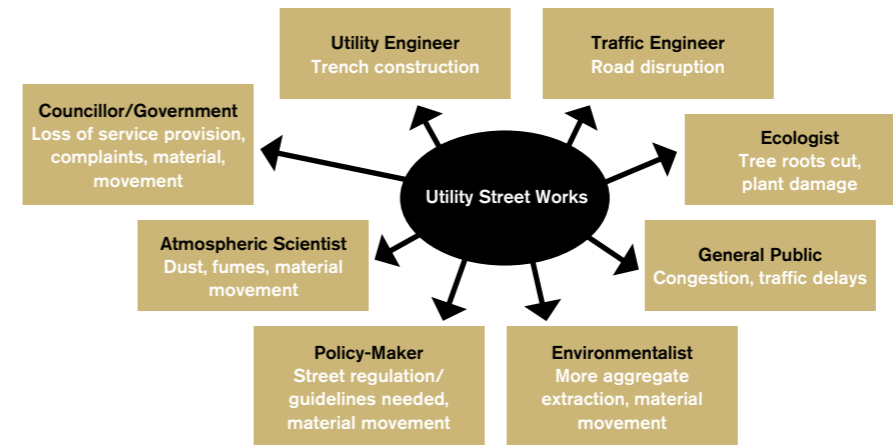 Utility Engineer
Trench construction
Traffic Engineer
Road disruption
Councillor/Government
Loss of service provision,
complaints, material,
movement
Ecologist
Tree roots cut,
plant damage
Utility Street Works
Atmospheric Scientist
Dust, fumes, material
movement
General Public
Congestion, traffic delays
Policy-Maker
Street regulation/
guidelines needed,
material movement
Environmentalist
More aggregate
extraction, material
movement